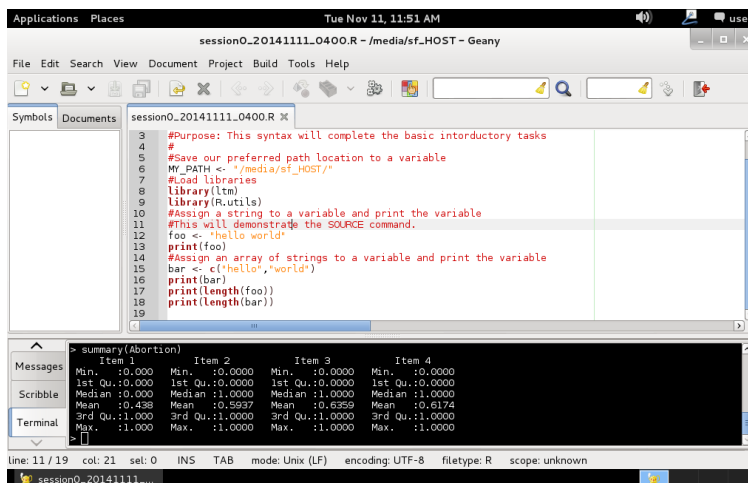 Applications Places Tue Nov 11, 11:51 AM use
session0_20141111_0400.R - /media/sf_HOST - Geany
File Edit Search View Document Project Build Tools Help
Symbols Documents session0_20141111_0400.R
3 #Purpose: This syntax will complete the basic intorductory tasks
4 #
5 #Save our preferred path location to a variable
6 MY_PATH <- "/media/sf_HOST/"
7 #Load libraries
8 library(ltm)
9 library(R.utils)
10 #Assign a string to a variable and print the variable
11 #This will demonstrate the SOURCE command.
12 foo <- "hello world"
13 print(foo)
14 #Assign an array of strings to a variable and print the variable
15 bar <- c("hello","world")
16 print(bar)
17 print(length(foo))
18 print(length(bar))
19
Messages
Scribble
Terminal
> summary(Abortion)
Item 1 Item 2 Item 3 Item 4
Min. :0.000 Min. :0.0000 Min. :0.0000 Min. :0.0000
1st Qu.:0.000 1st Qu.:0.0000 1st Qu.:0.0000 1st Qu.:0.0000
Median :0.000 Median :1.0000 Median :1.0000 Median :1.0000
Mean :0.438 Mean :0.5937 Mean :0.6359 Mean :0.6174
3rd Qu.:1.000 3rd Qu.:1.0000 3rd Qu.:1.0000 3rd Qu.:1.0000
Max. :1.000 Max. :1.0000 Max. :1.0000 Max. :1.0000
>
line: 11 / 19 col: 21 sel: 0 INS TAB mode: Unix (LF) encoding: UTF-8 filetype: R scope: unknown
session0_20141111_...